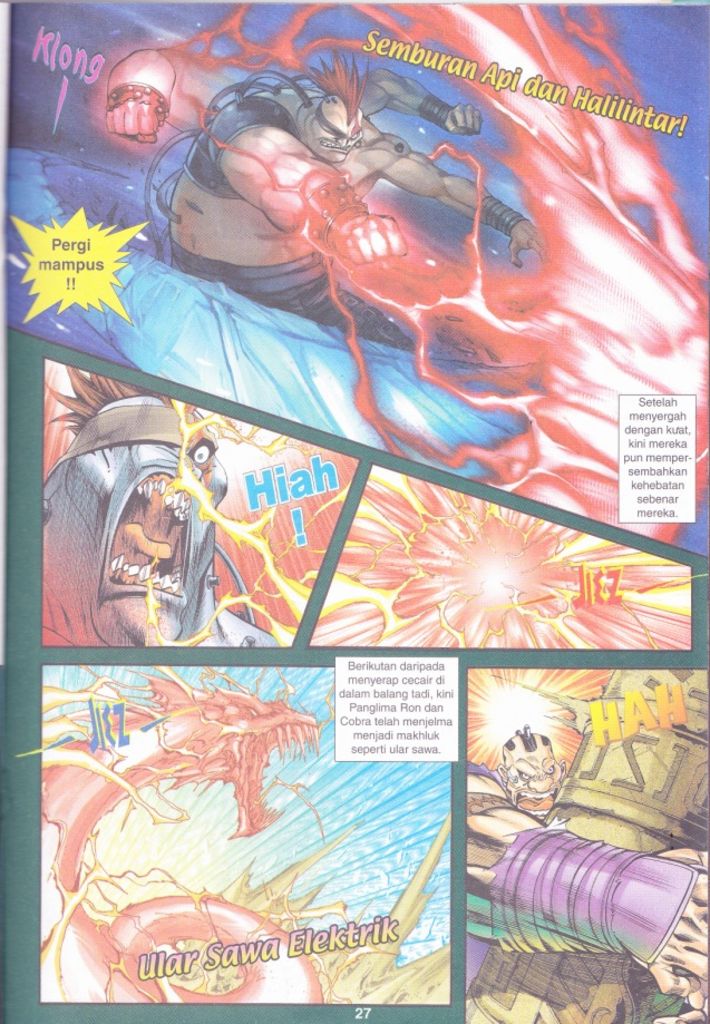 Klong
!
Semburan Api dan Halilintar!
Pergi
mampus
!!
Setelah
menyergah
dengan kuat,
kini mereka
pun memper-
sembahkan
kehebatan
sebenar
mereka.
Hiah
!
JIEZ
Berikutan daripada
menyerap cecair di
dalam balang tadi, kini
Panglima Ron dan
Cobra telah menjelma
menjadi makhluk
seperti ular sawa.
JIEZ
Ular Sawa Elektrik
HAH
27